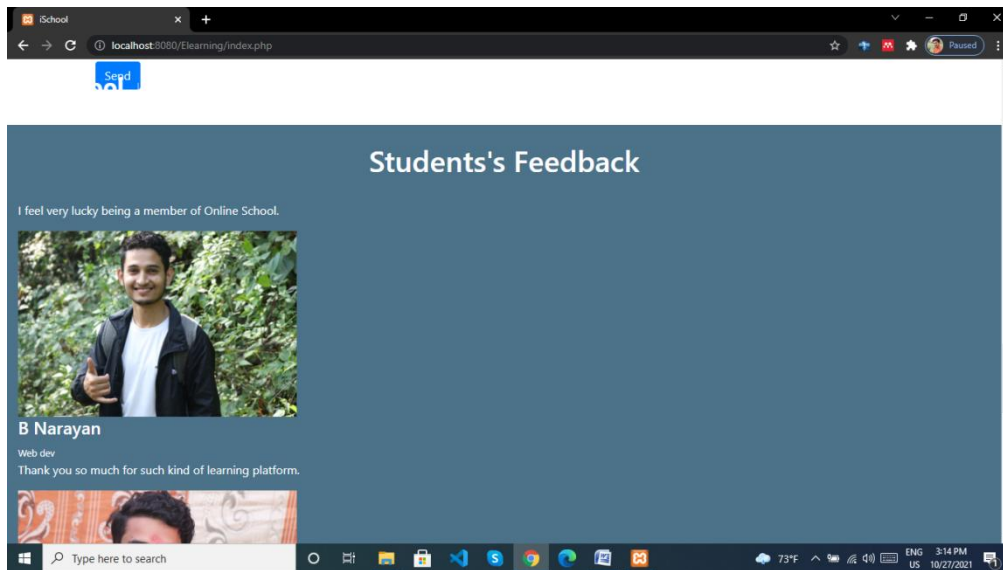 iSchool
localhost:8080/Elearning/index.php
Paused
Send
Students's Feedback
I feel very lucky being a member of Online School.
B Narayan
Web dev
Thank you so much for such kind of learning platform.
Type here to search
73°F
ENG
US
3:14 PM
10/27/2021